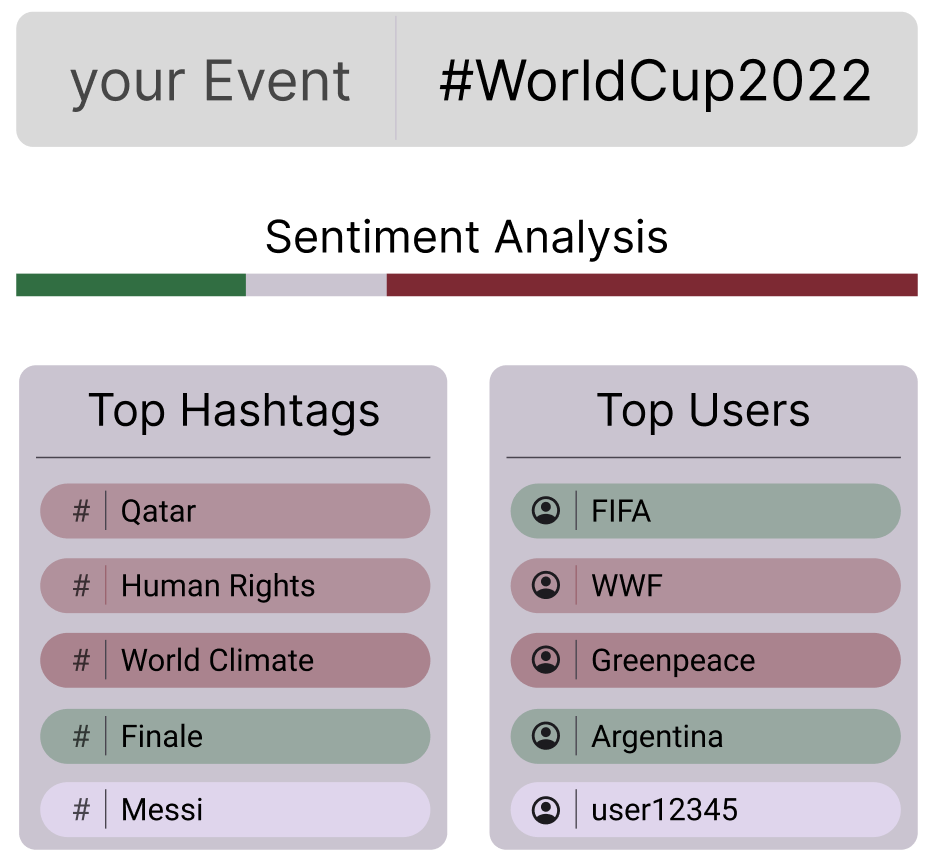 your Event
#WorldCup2022
Sentiment Analysis
Top Hashtags
# Qatar
# Human Rights
# World Climate
# Finale
# Messi
Top Users
FIFA
WWF
Greenpeace
Argentina
user12345